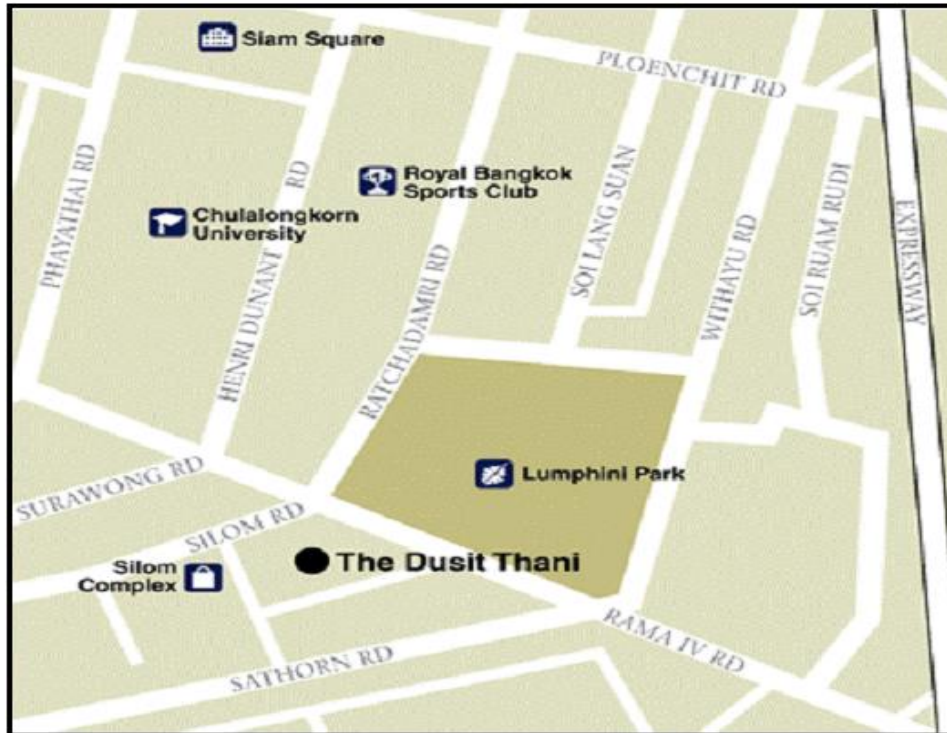 Siam Square
PLOENCHIT RD
PHAYATHAI RD
Chulalongkorn
University
HENRI DUNANT RD
Royal Bangkok
Sports Club
RATCHADAMRI RD
SOI LANG SUAN
WITHAYU RD
SOI RUAM RUDI
EXPRESSWAY
SURAWONG RD
SILOM RD
Lumphini Park
Silom
Complex
The Dusit Thani
SATHORN RD
RAMA IV RD